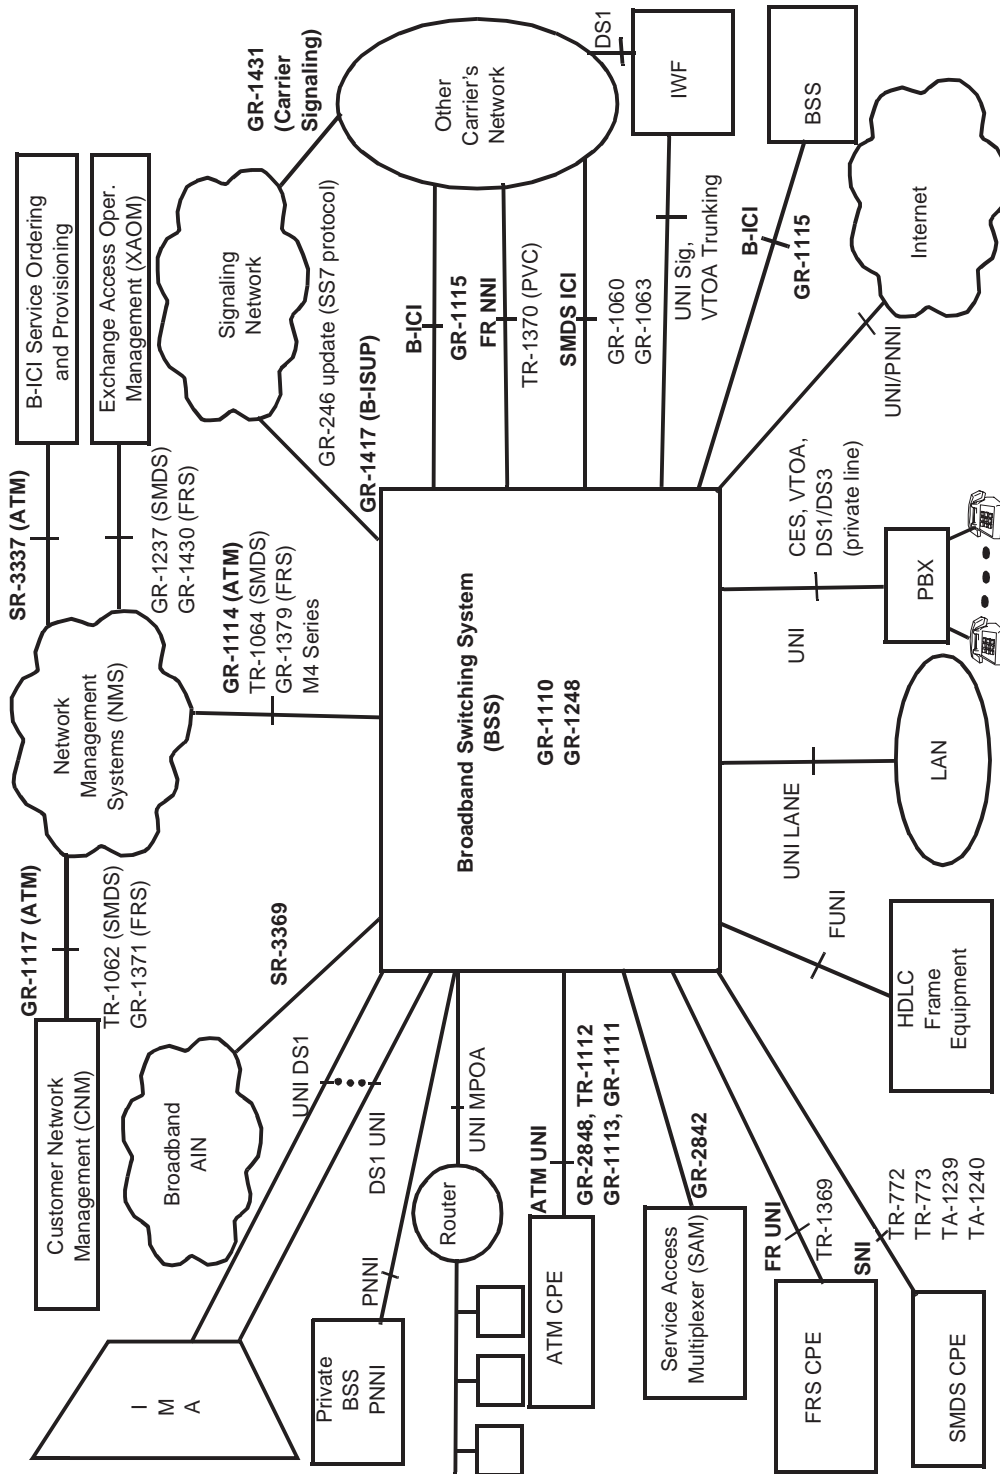 Customer Network
Management (CNM)
GR-1117 (ATM)
TR-1062 (SMDS)
GR-1371 (FRS)
Network
Management
Systems (NMS)
SR-3337 (ATM)
B-ICI Service Ordering
and Provisioning
Exchange Access Oper.
Management (XAOM)
GR-1237 (SMDS)
GR-1430 (FRS)
GR-1114 (ATM)
TR-1064 (SMDS)
GR-1379 (FRS)
M4 Series
Broadband
AIN
SR-3369
Signaling
Network
GR-1431
(Carrier
Signaling)
GR-246 update (SS7 protocol)
GR-1417 (B-ISUP)
I
M
A
UNI DS1
DS1 UNI
Private
BSS
PNNI
PNNI
Router
UNI MPOA
ATM CPE
ATM UNI
GR-2848, TR-1112
GR-1113, GR-1111
Service Access
Multiplexer (SAM)
GR-2842
FRS CPE
FR UNI
TR-1369
SMDS CPE
SNI
TR-772
TR-773
TA-1239
TA-1240
Broadband Switching System
(BSS)
GR-1110
GR-1248
B-ICI
GR-1115
FR NNI
TR-1370 (PVC)
SMDS ICI
Other
Carrier's
Network
DS1
IWF
GR-1060
GR-1063
UNI Sig,
VTOA Trunking
BSS
B-ICI
GR-1115
Internet
UNI/PNNI
HDLC
Frame
Equipment
FUNI
LAN
UNI LANE
PBX
UNI
CES, VTOA,
DS1/DS3
(private line)